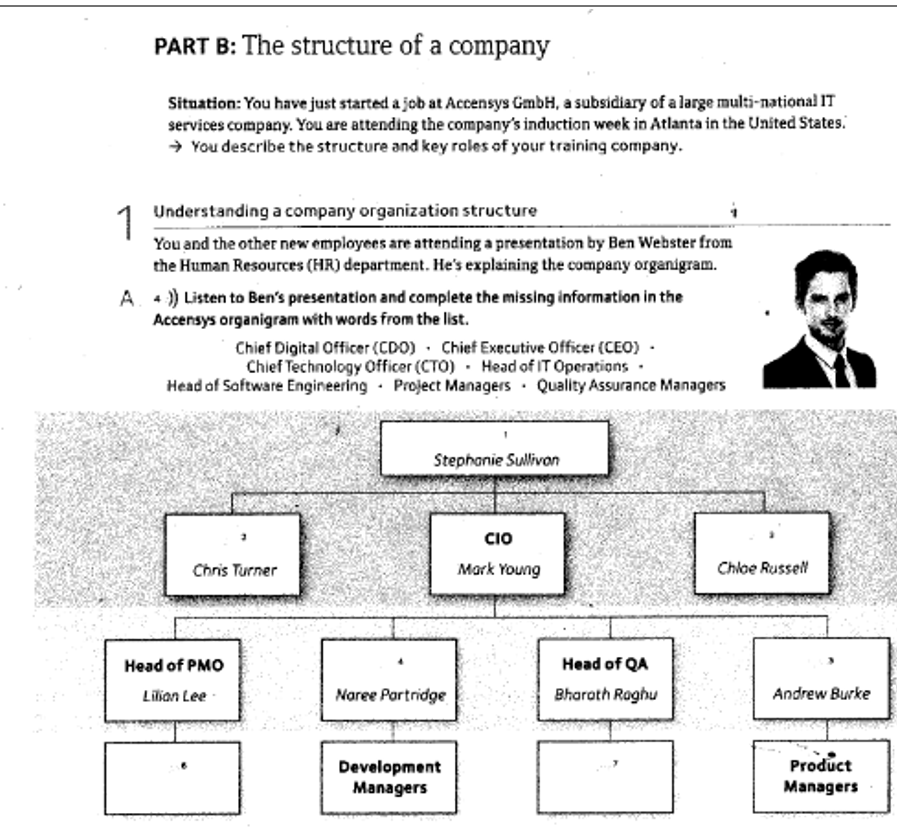 PART B: The structure of a company
Situation: You have just started a job at Accensys GmbH, a subsidiary of a large multi-national IT
services company. You are attending the company's induction week in Atlanta in the United States.
→ You describe the structure and key roles of your training company.
1 Understanding a company organization structure
You and the other new employees are attending a presentation by Ben Webster from
the Human Resources (HR) department. He's explaining the company organigram.
A 4 )) Listen to Ben's presentation and complete the missing information in the
Accensys organigram with words from the list.
Chief Digital Officer (CDO) · Chief Executive Officer (CEO) ·
Chief Technology Officer (CTO) · Head of IT Operations ·
Head of Software Engineering · Project Managers · Quality Assurance Managers
1
Stephanie Sullivan
2
Chris Turner
CIO
Mark Young
Chloe Russell
Head of PMO
Lilian Lee
4
Naree Partridge
Head of QA
Bharath Raghu
Andrew Burke
6
Development
Managers
7
Product
Managers